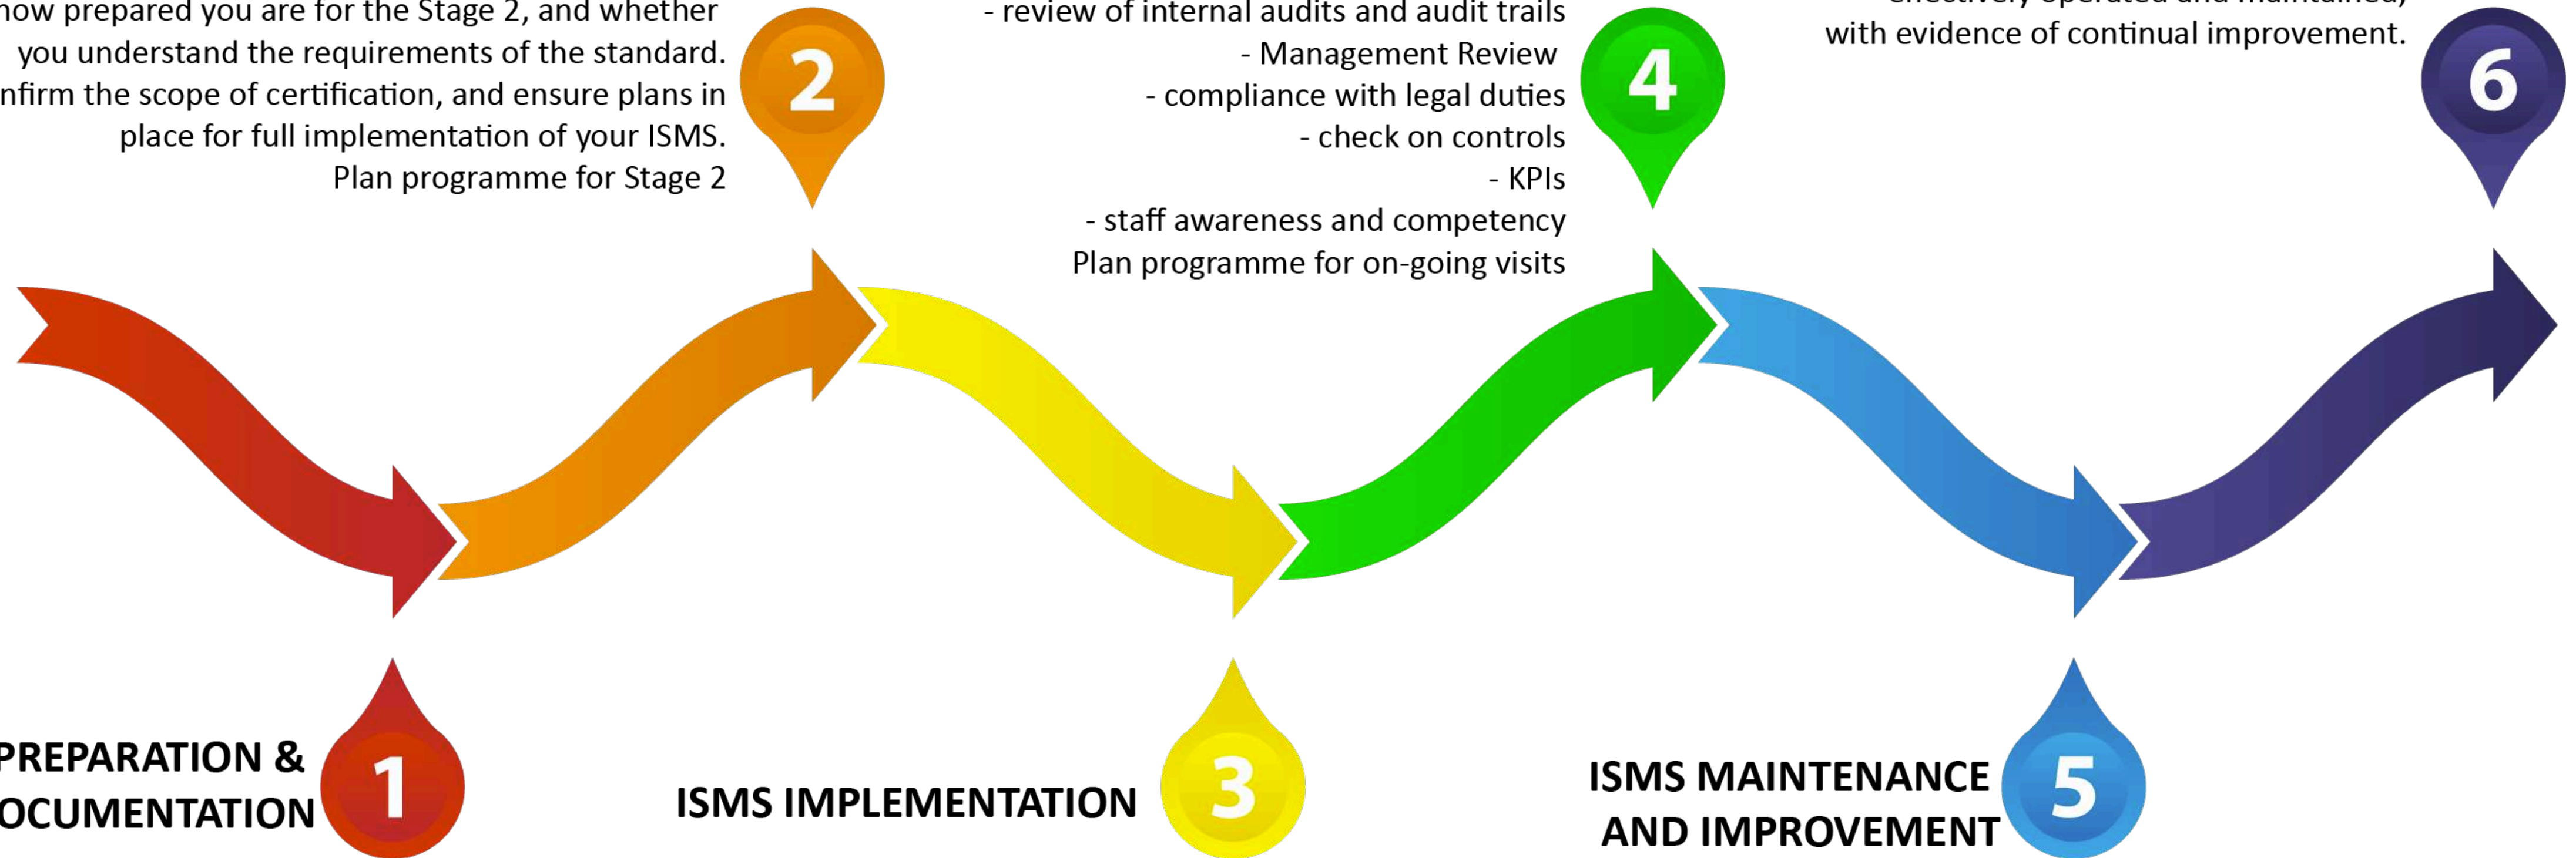 how prepared you are for the Stage 2, and whether
you understand the requirements of the standard.
nfirm the scope of certification, and ensure plans in
place for full implementation of your ISMS.
Plan programme for Stage 2
2
- review of internal audits and audit trails
- Management Review
- compliance with legal duties
- check on controls
- KPIs
- staff awareness and competency
Plan programme for on-going visits
4
effectively operated and maintained,
with evidence of continual improvement.
6
PREPARATION &
OCUMENTATION
1
ISMS IMPLEMENTATION
3
ISMS MAINTENANCE
AND IMPROVEMENT
5